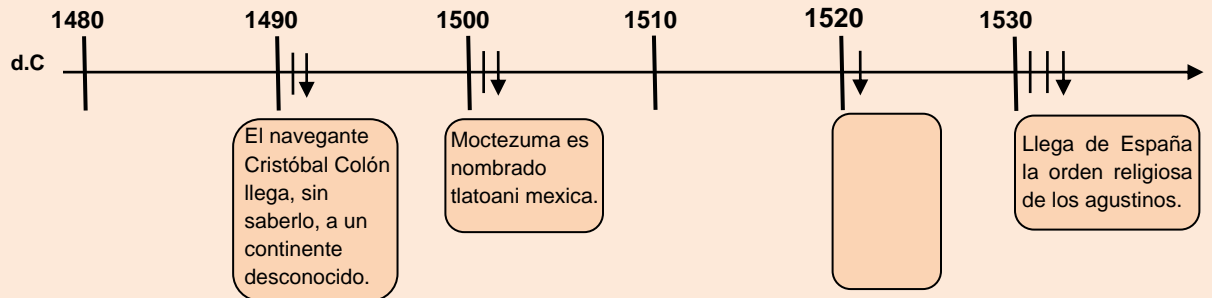 1480 1490 1500 1510 1520 1530
d.C
El navegante
Cristóbal Colón
llega, sin
saberlo, a un
continente
desconocido.
Moctezuma es
nombrado
tlatoani mexica.
Llega de España
la orden religiosa
de los agustinos.